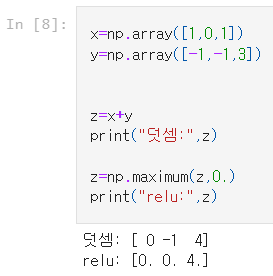 In [8]:
x=np.array([1,0,1])
y=np.array([-1,-1,3])
z=x+y
print("덧셈:",z)
z=np.maximum(z,0.)
print("relu:",z)
덧셈: [ 0 -1  4]
relu: [0. 0. 4.]